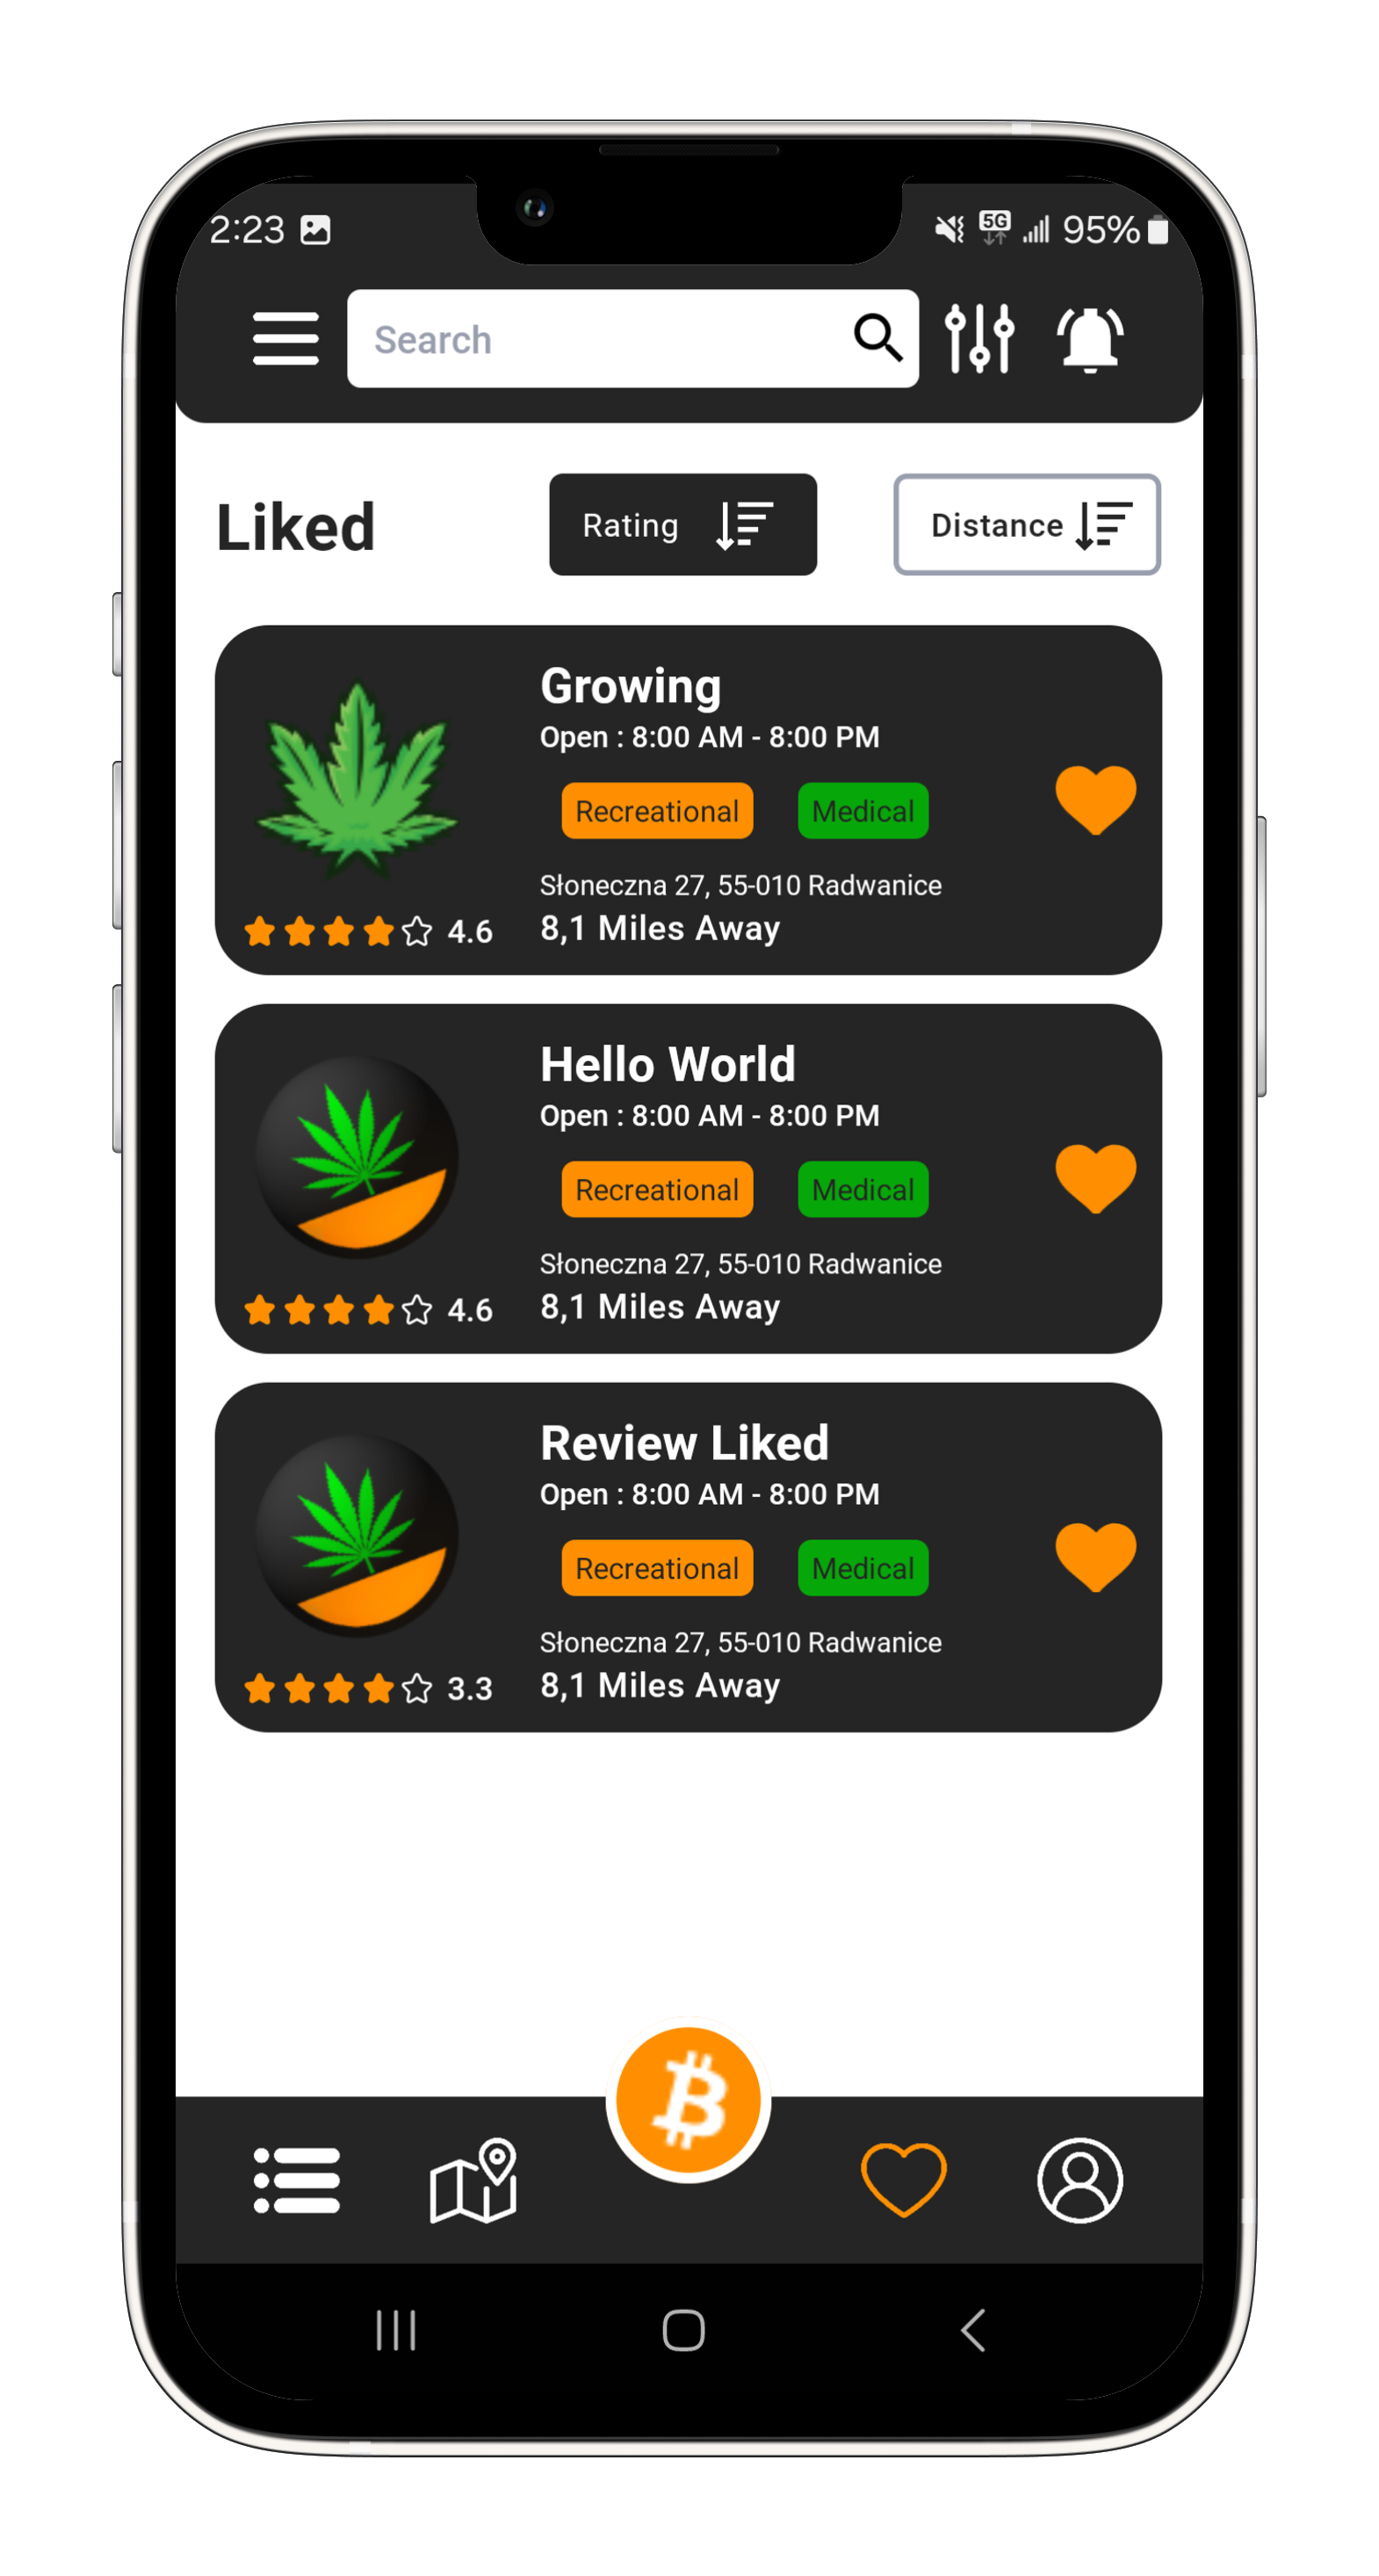 2:23 5G 95%
Search
Liked
Rating
Distance
Growing
Open : 8:00 AM - 8:00 PM
Recreational Medical
Słoneczna 27, 55-010 Radwanice
4.6 8,1 Miles Away
Hello World
Open : 8:00 AM - 8:00 PM
Recreational Medical
Słoneczna 27, 55-010 Radwanice
4.6 8,1 Miles Away
Review Liked
Open : 8:00 AM - 8:00 PM
Recreational Medical
Słoneczna 27, 55-010 Radwanice
3.3 8,1 Miles Away